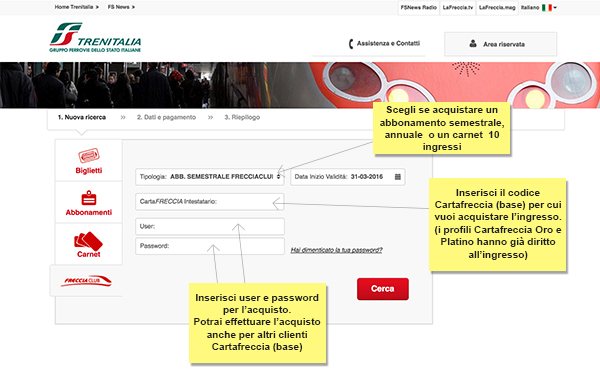 Home Trenitalia > FS News >
FSNews Radio LaFreccia.tv LaFreccia.mag Italiano
FS TRENITALIA
GRUPPO FERROVIE DELLO STATO ITALIANE
Assistenza e Contatti
Area riservata
1. Nuova ricerca >> 2. Dati e pagamento >> 3. Riepilogo
Scegli se acquistare un
abbonamento semestrale,
annuale o un carnet 10
ingressi
Biglietti
Abbonamenti
Carnet
FRECCIACLUB
Tipologia: ABB. SEMESTRALE FRECCIACLUI
Data Inizio Validità: 31-03-2016
CartaFRECCIA Intestatario:
User:
Password:
Hai dimenticato la tua password?
Cerca
Inserisci il codice
Cartafreccia (base) per cui
vuoi acquistare l'ingresso.
(i profili Cartafreccia Oro e
Platino hanno già diritto
all'ingresso)
Inserisci user e password
per l'acquisto.
Potrai effettuare l'acquisto
anche per altri clienti
Cartafreccia (base)